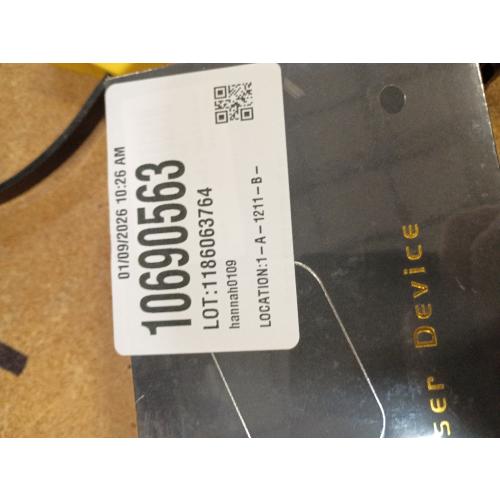 01/09/2026 10:26 AM
10690563
LOT:1186063764
hannah0109
LOCATION:1-A-1211-B-
ser Device